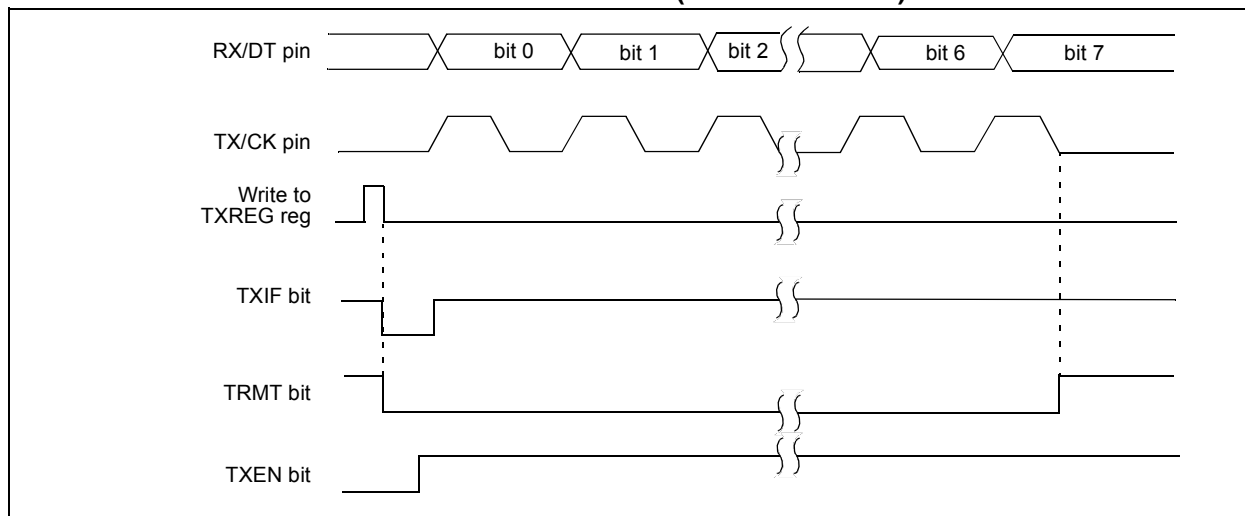 RX/DT pin
bit 0
bit 1
bit 2
bit 6
bit 7
TX/CK pin
Write to
TXREG reg
TXIF bit
TRMT bit
TXEN bit